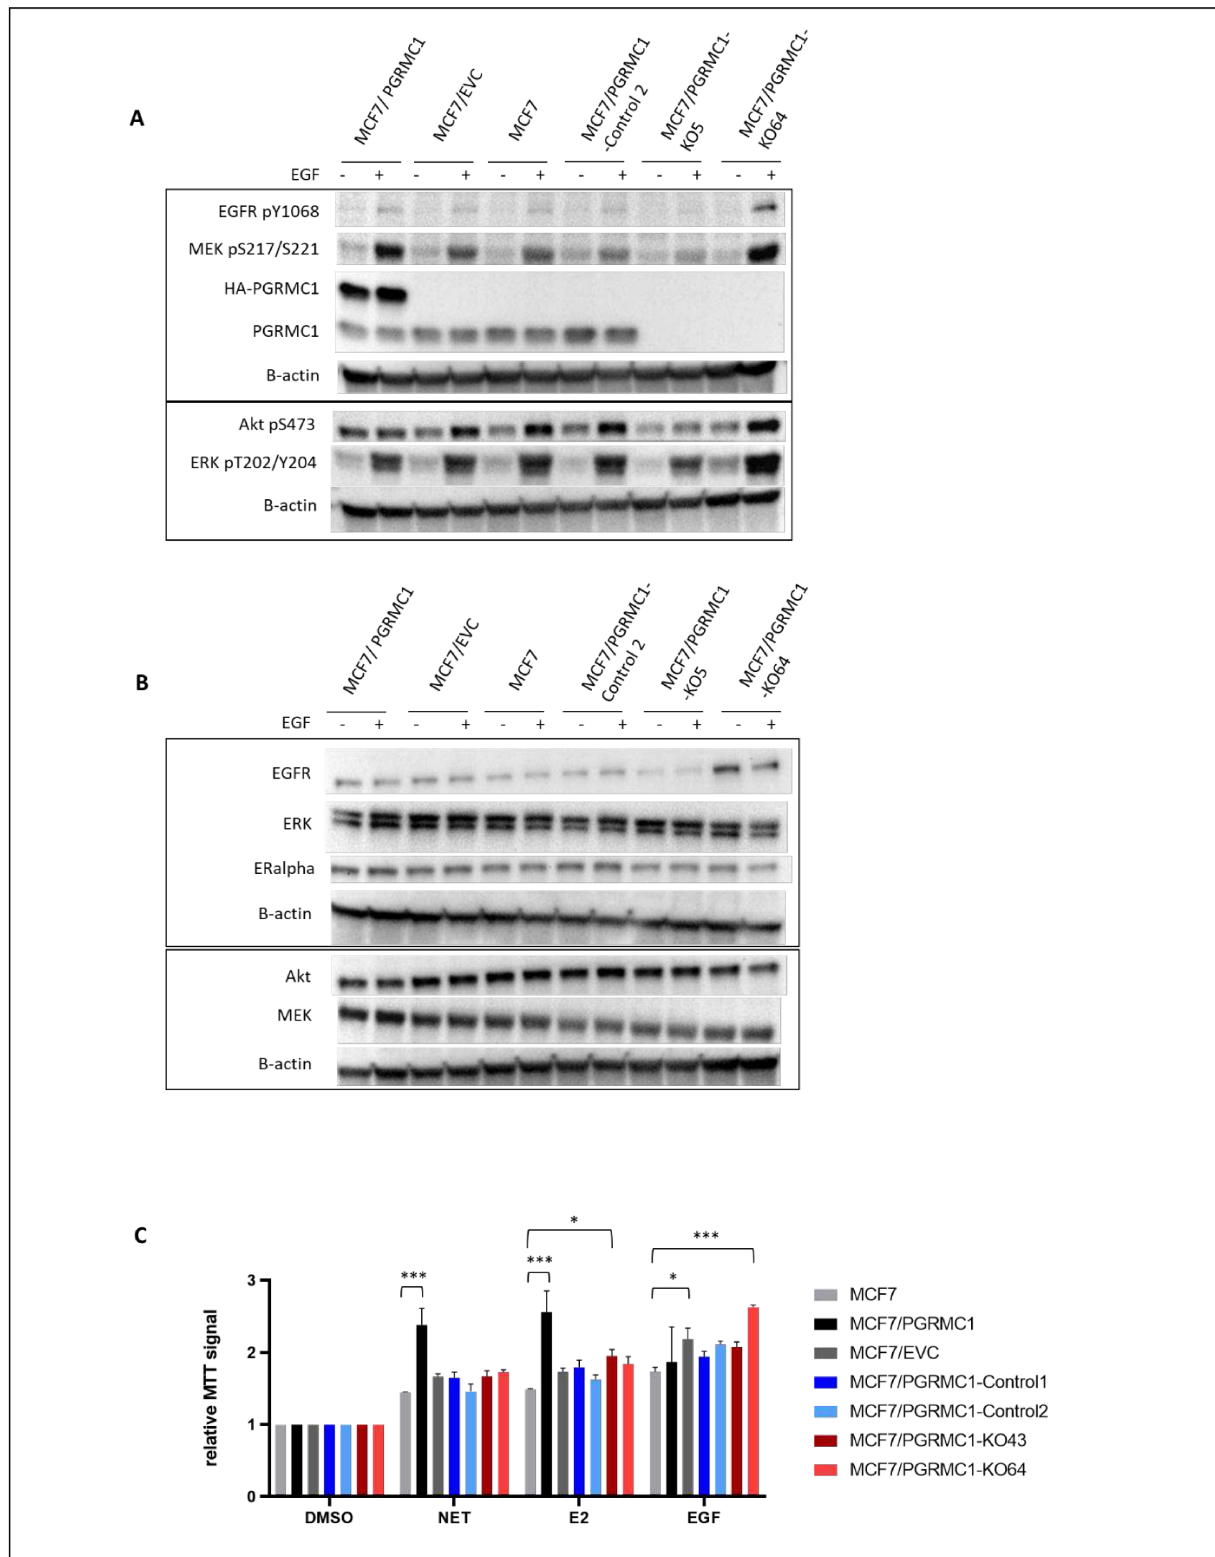 A
MCF7/ PGRMC1
MCF7/EVC
MCF7
MCF7/PGRMC1
-Control 2
MCF7/PGRMC1-
KO5
MCF7/PGRMC1-
KO64
EGF - + - + - + - + - + - +
EGFR pY1068
MEK pS217/S221
HA-PGRMC1
PGRMC1
B-actin
Akt pS473
ERK pT202/Y204
B-actin
B
MCF7/ PGRMC1
MCF7/EVC
MCF7
MCF7/PGRMC1-
Control 2
MCF7/PGRMC1
-KO5
MCF7/PGRMC1
-KO64
EGF - + - + - + - + - + - +
EGFR
ERK
ERalpha
B-actin
Akt
MEK
B-actin
C
relative MTT signal
3
2
1
0
***
***
*
*
***
DMSO NET E2 EGF
MCF7
MCF7/PGRMC1
MCF7/EVC
MCF7/PGRMC1-Control1
MCF7/PGRMC1-Control2
MCF7/PGRMC1-KO43
MCF7/PGRMC1-KO64